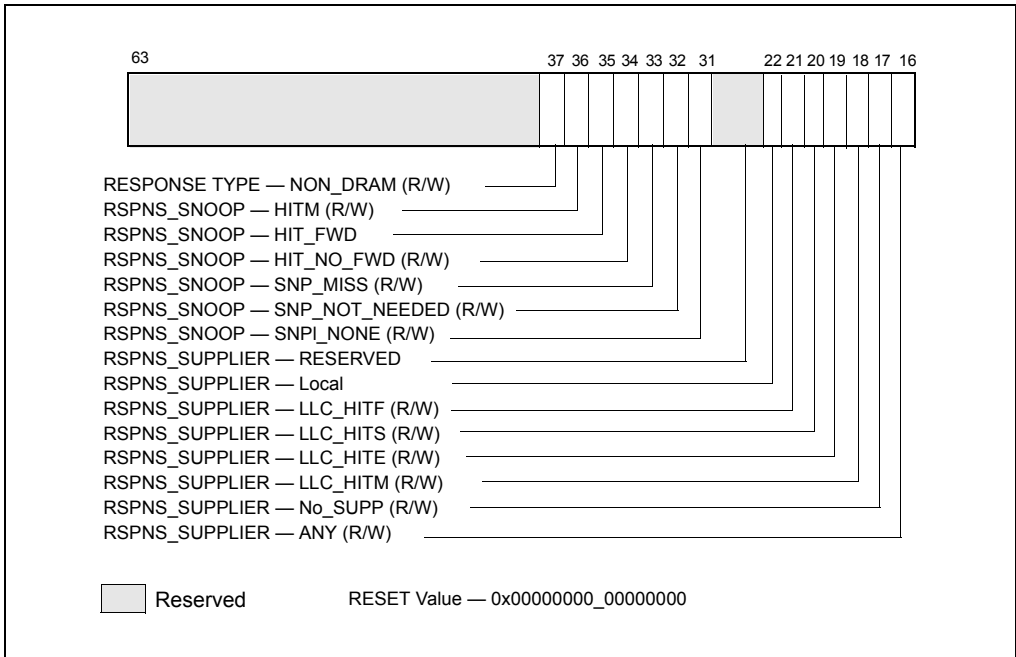 63 37 36 35 34 33 32 31 22 21 20 19 18 17 16
RESPONSE TYPE — NON_DRAM (R/W)
RSPNS_SNOOP — HITM (R/W)
RSPNS_SNOOP — HIT_FWD
RSPNS_SNOOP — HIT_NO_FWD (R/W)
RSPNS_SNOOP — SNP_MISS (R/W)
RSPNS_SNOOP — SNP_NOT_NEEDED (R/W)
RSPNS_SNOOP — SNPI_NONE (R/W)
RSPNS_SUPPLIER — RESERVED
RSPNS_SUPPLIER — Local
RSPNS_SUPPLIER — LLC_HITF (R/W)
RSPNS_SUPPLIER — LLC_HITS (R/W)
RSPNS_SUPPLIER — LLC_HITE (R/W)
RSPNS_SUPPLIER — LLC_HITM (R/W)
RSPNS_SUPPLIER — No_SUPP (R/W)
RSPNS_SUPPLIER — ANY (R/W)
Reserved RESET Value — 0x00000000_00000000